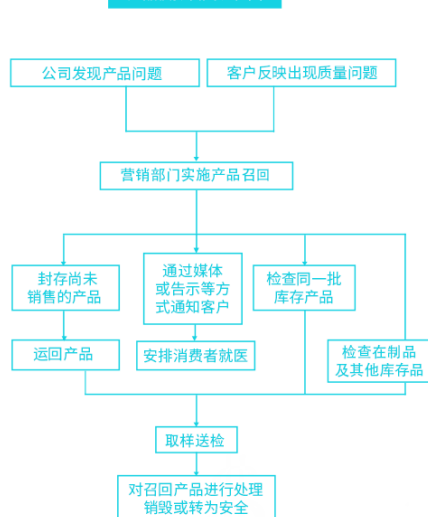 公司发现产品问题
客户反映出现质量问题
营销部门实施产品召回
封存尚未
销售的产品
通过媒体
或告示等方
式通知客户
检查同一批
库存产品
运回产品
安排消费者就医
检查在制品
及其他库存品
取样送检
对召回产品进行处理
销毁或转为安全